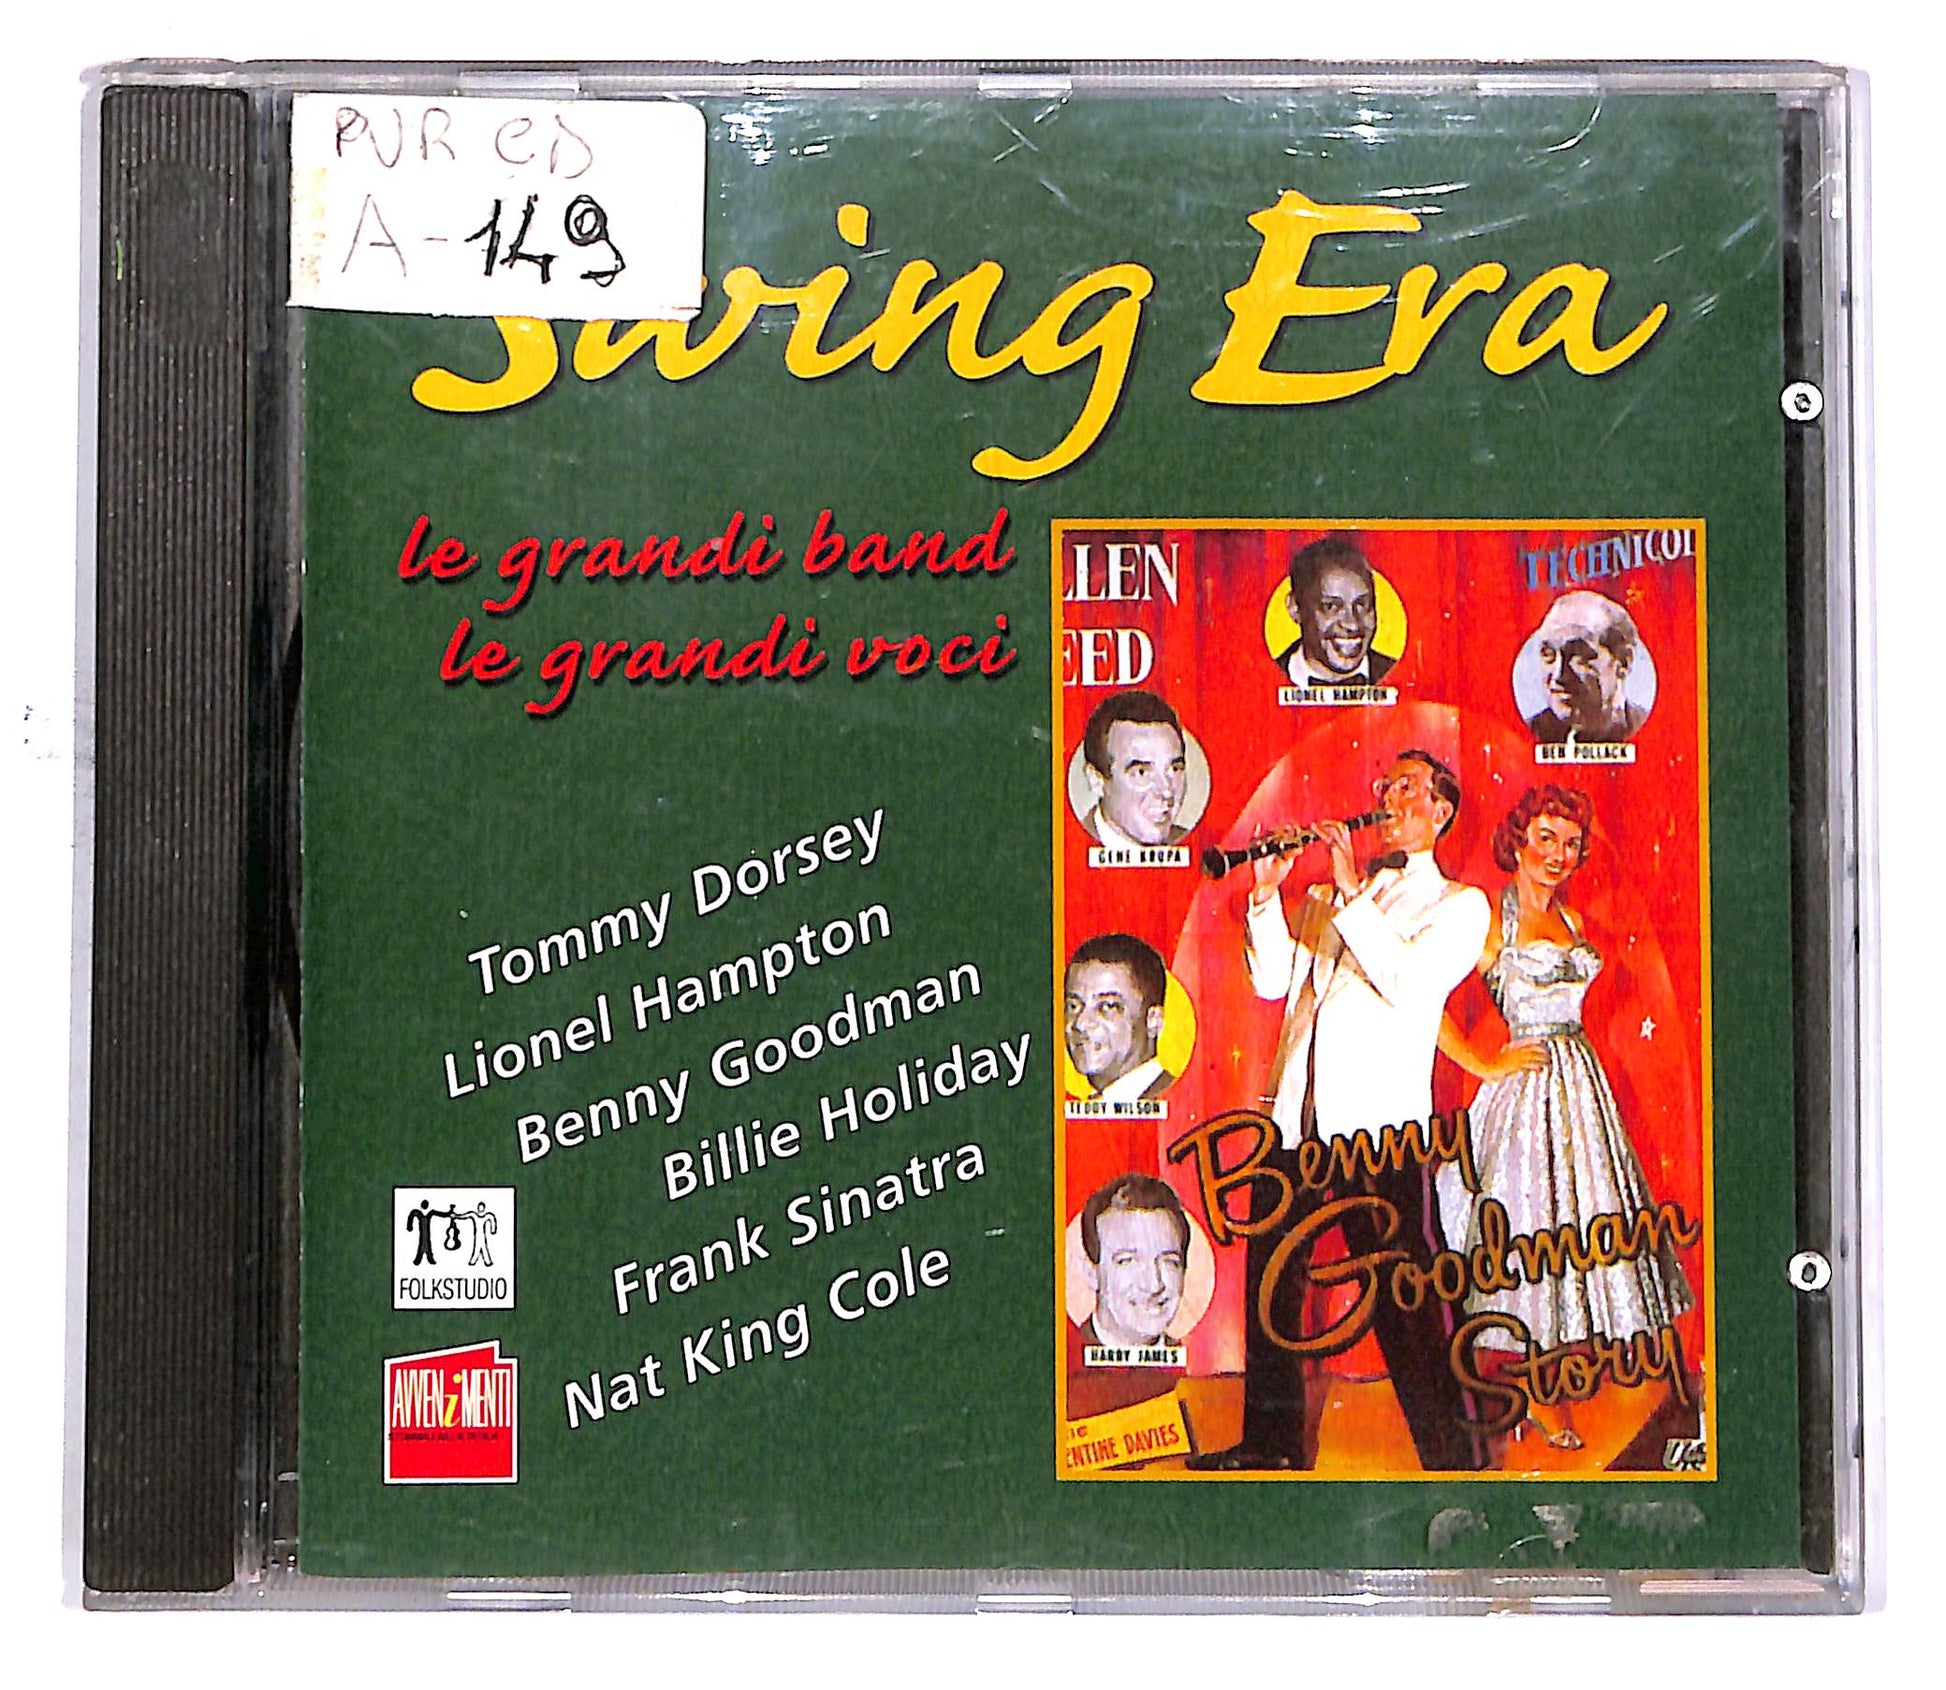 PVR CD
A-149
Swing Era
le grandi band
le grandi voci
LLEN
EED
TECHNICOL
LIONEL HAMPTON
BEN POLLACK
GENE KRUPA
TEDDY WILSON
HARRY JAMES
Benny
Goodman
Story
ENTINE DAVIES
Tommy Dorsey
Lionel Hampton
Benny Goodman
Billie Holiday
Frank Sinatra
Nat King Cole
FOLKSTUDIO
AVVENiMENTI